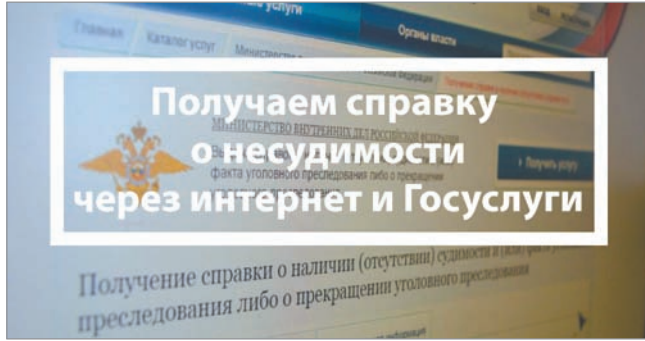 услуги
Органы власти
Главная Каталог услуг Министерство
Получаем справку
о несудимости
через интернет и Госуслуги
МИНИСТЕРСТВО ВНУТРЕННИХ ДЕЛ РОССИЙСКОЙ ФЕДЕРАЦИИ
факта уголовного преследования либо о прекращении
Получить услугу
Получение справки о наличии (отсутствии) судимости и (или) факта
преследования либо о прекращении уголовного преследования